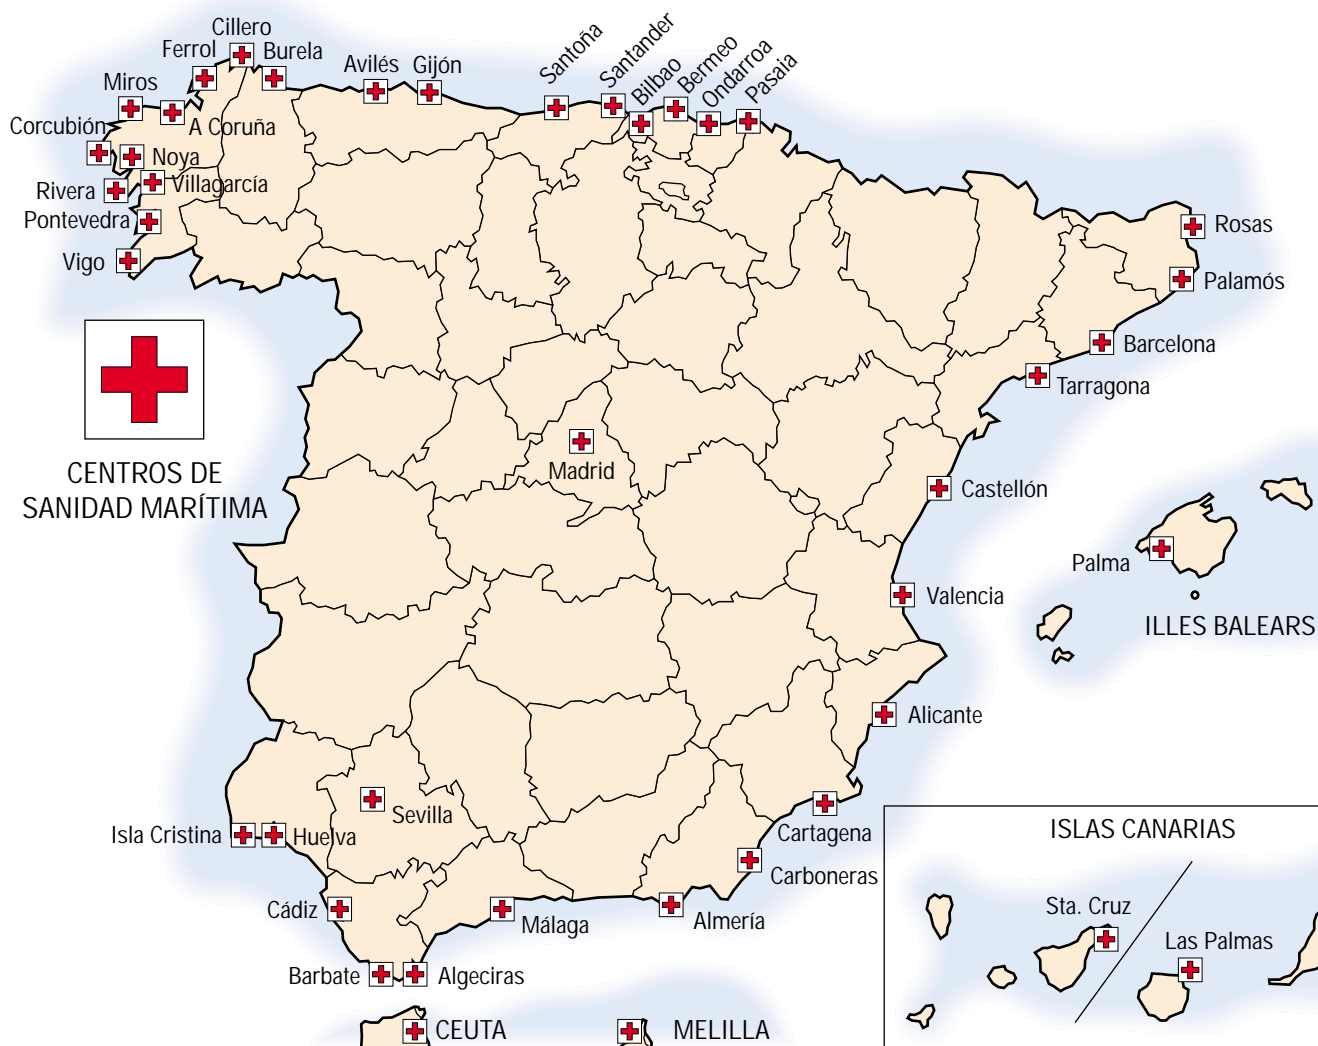 Cillero
Ferrol
Burela
Miros
A Coruña
Corcubión
Noya
Rivera
Villagarcía
Pontevedra
Vigo
Avilés
Gijón
Santoña
Santander
Bilbao
Bermeo
Ondarroa
Pasaia
Rosas
Palamós
Barcelona
Tarragona
CENTROS DE
SANIDAD MARÍTIMA
Madrid
Castellón
Palma
Valencia
ILLES BALEARS
Alicante
Sevilla
Isla Cristina
Huelva
Cartagena
Carboneras
Cádiz
Málaga
Almería
Barbate
Algeciras
CEUTA
MELILLA
ISLAS CANARIAS
Sta. Cruz
Las Palmas